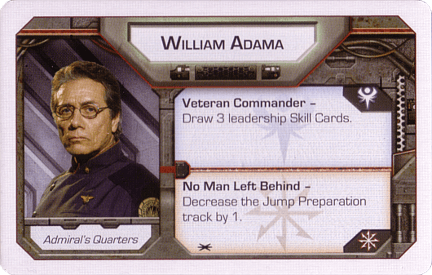 WILLIAM ADAMA
Veteran Commander –
Draw 3 leadership Skill Cards.
No Man Left Behind –
Decrease the Jump Preparation
track by 1.
Admiral's Quarters